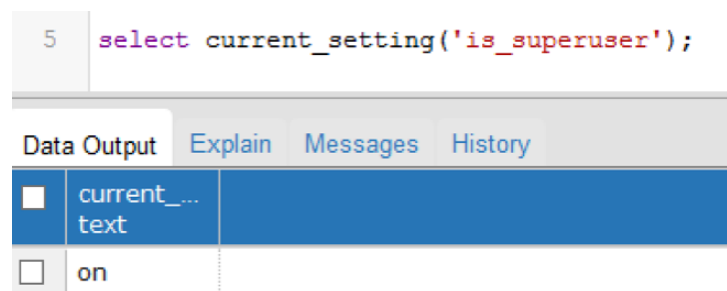 5 select current_setting('is_superuser');
Data Output Explain Messages History
current_...
text
on